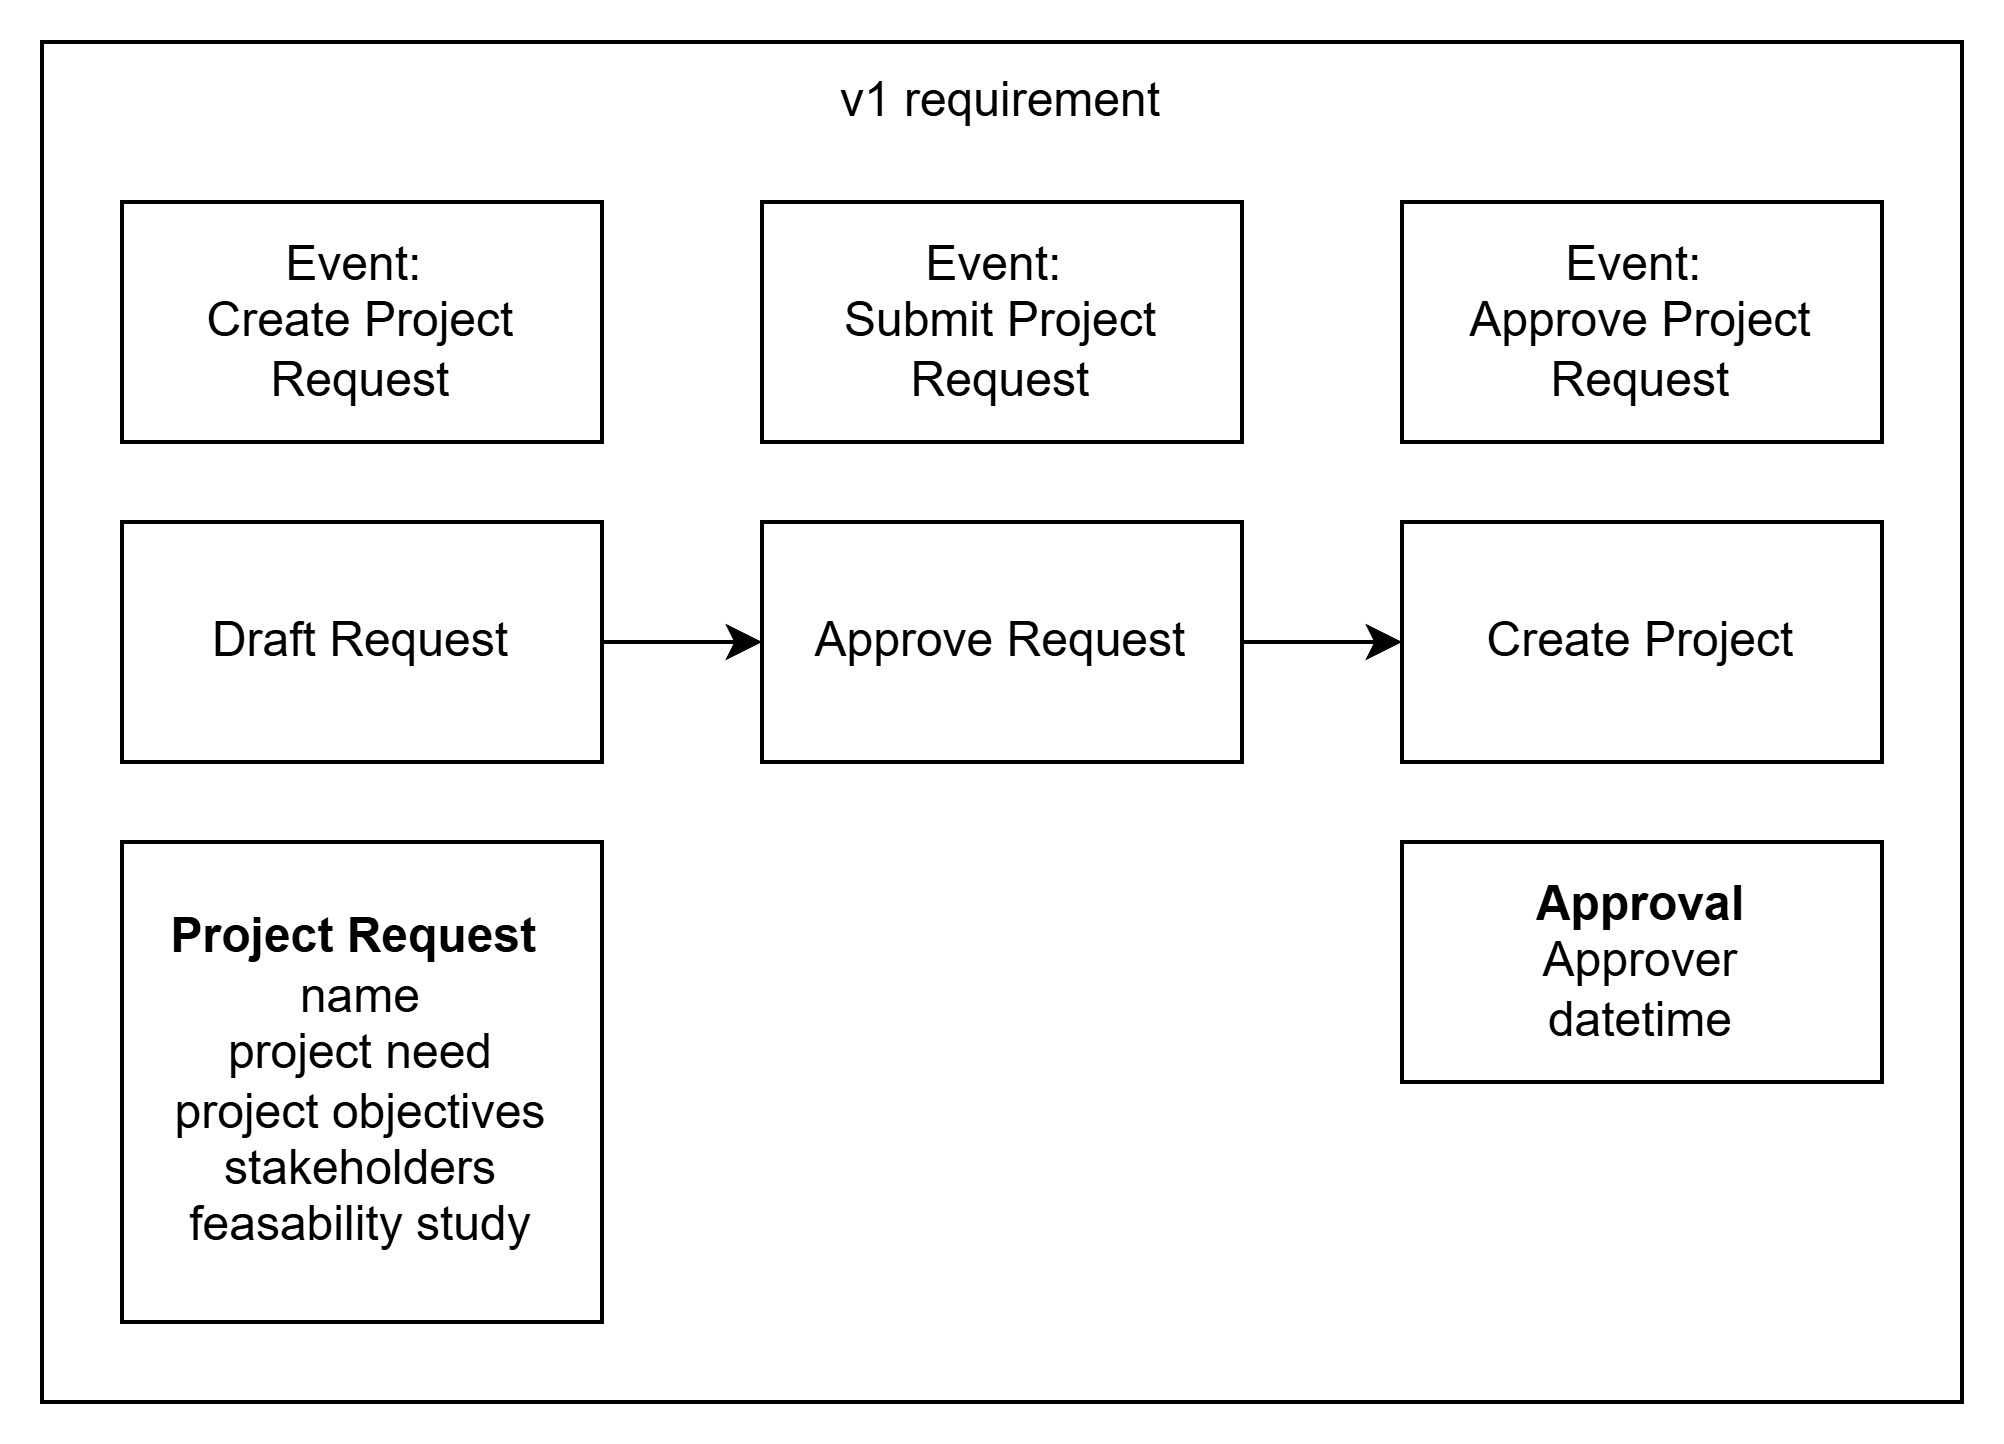 v1 requirement
Event:
Create Project
Request
Event:
Submit Project
Request
Event:
Approve Project
Request
Draft Request
Approve Request
Create Project
Project Request
name
project need
project objectives
stakeholders
feasability study
Approval
Approver
datetime